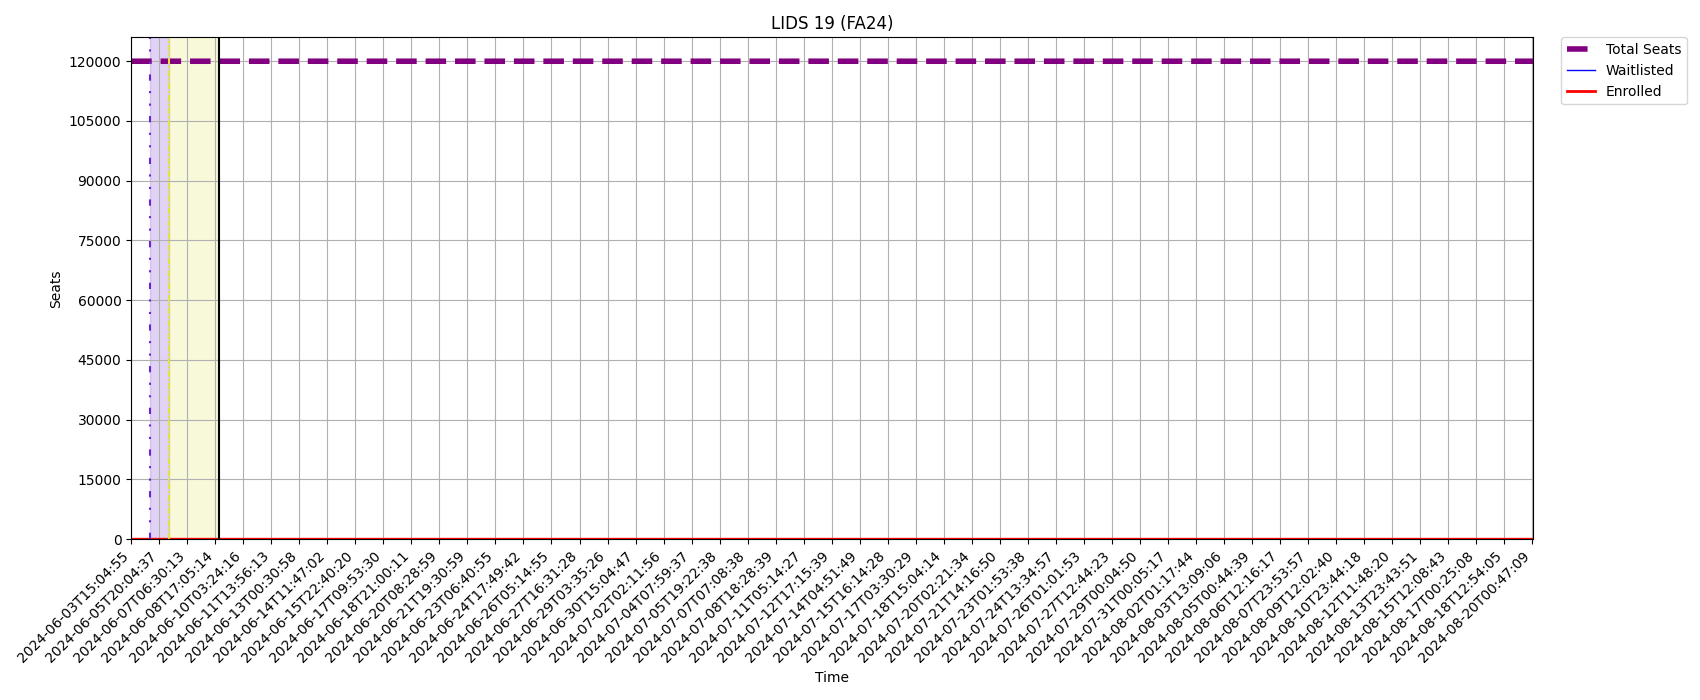 LIDS 19 (FA24)
Total Seats
Waitlisted
Enrolled
120000
105000
90000
75000
60000
45000
30000
15000
0
Seats
2024-06-03T15:04:55
2024-06-05T20:04:37
2024-06-07T06:30:13
2024-06-08T17:05:14
2024-06-10T03:24:16
2024-06-11T13:56:13
2024-06-13T00:30:58
2024-06-14T11:47:02
2024-06-15T22:40:20
2024-06-17T09:53:30
2024-06-18T21:00:11
2024-06-20T08:28:59
2024-06-21T19:30:59
2024-06-23T06:40:55
2024-06-24T17:49:42
2024-06-26T05:14:55
2024-06-27T16:31:28
2024-06-29T03:35:26
2024-06-30T15:04:47
2024-07-02T02:11:56
2024-07-04T07:59:37
2024-07-05T19:22:38
2024-07-07T07:08:38
2024-07-08T18:28:39
2024-07-11T05:14:27
2024-07-12T17:15:39
2024-07-14T04:51:49
2024-07-15T16:14:28
2024-07-17T03:30:29
2024-07-18T15:04:14
2024-07-20T02:21:34
2024-07-21T14:16:50
2024-07-23T01:53:38
2024-07-24T13:34:57
2024-07-26T01:01:53
2024-07-27T12:44:23
2024-07-29T00:04:50
2024-07-31T00:05:17
2024-08-02T01:17:44
2024-08-03T13:09:06
2024-08-05T00:44:39
2024-08-06T12:16:17
2024-08-07T23:53:57
2024-08-09T12:02:40
2024-08-10T23:44:18
2024-08-12T11:48:20
2024-08-13T23:43:51
2024-08-15T12:08:43
2024-08-17T00:25:08
2024-08-18T12:54:05
2024-08-20T00:47:09
Time